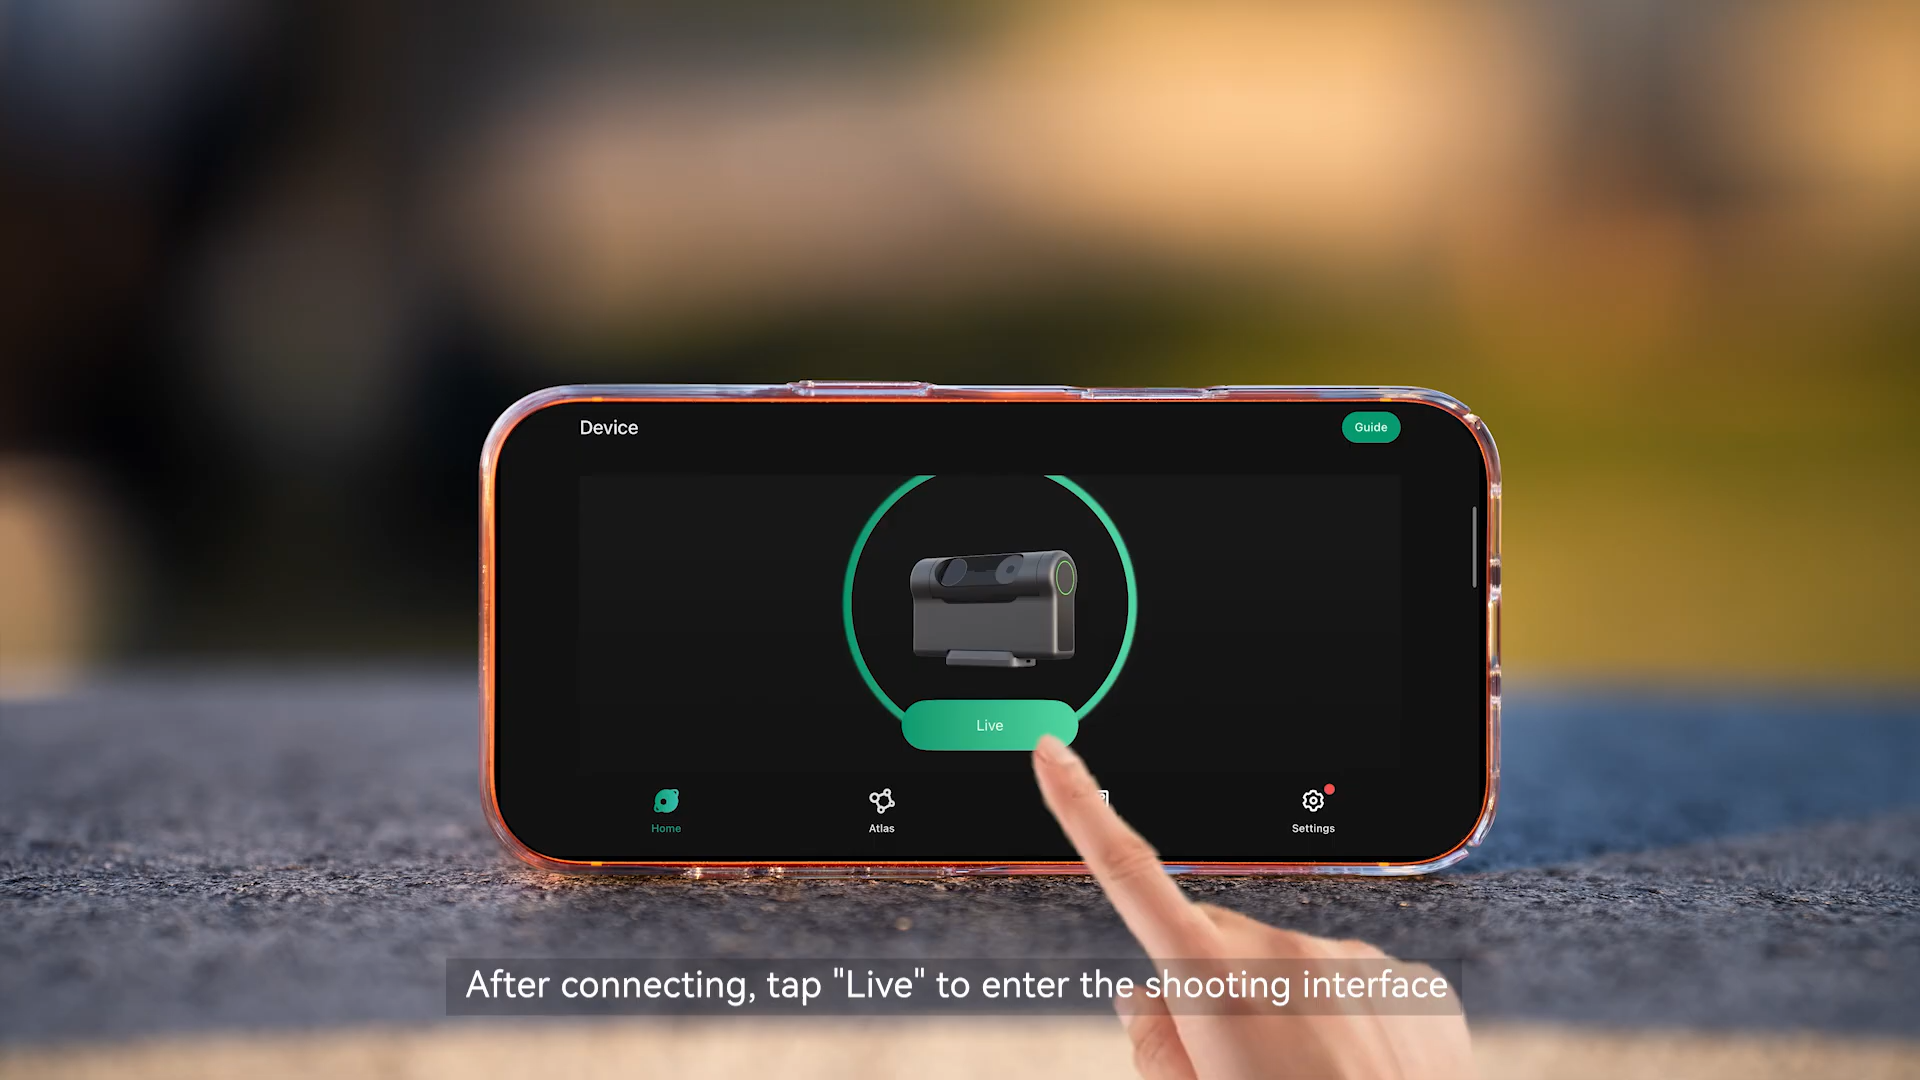 Device
Guide
Live
Home
Atlas
Settings
After connecting, tap "Live" to enter the shooting interface